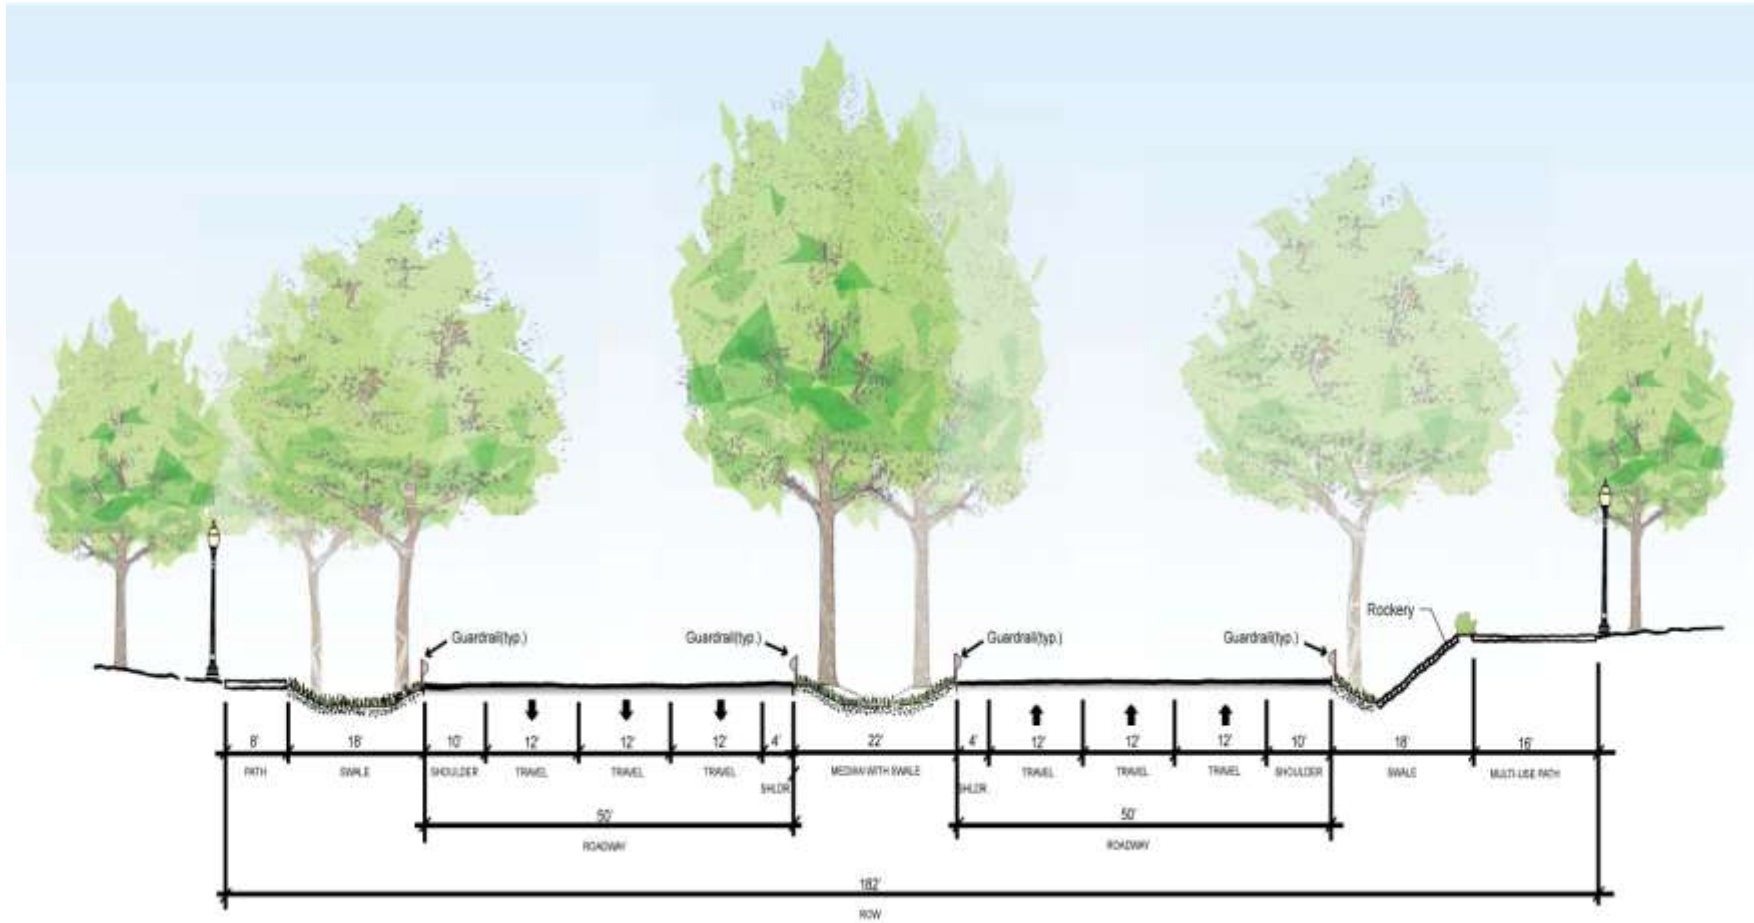 Rockery
Guardrail(typ.)
Guardrail(typ.)
Guardrail(typ.)
Guardrail(typ.)
8' 18' 10' 12' 12' 12' 4' 22' 4' 12' 12' 12' 10' 18' 16'
PATH SWALE SHOULDER TRAVEL TRAVEL TRAVEL MEDIAN WITH SWALE TRAVEL TRAVEL TRAVEL SHOULDER SWALE MULTI-USE PATH
SHLDR SHLDR
50' 50'
ROADWAY ROADWAY
182'
ROW